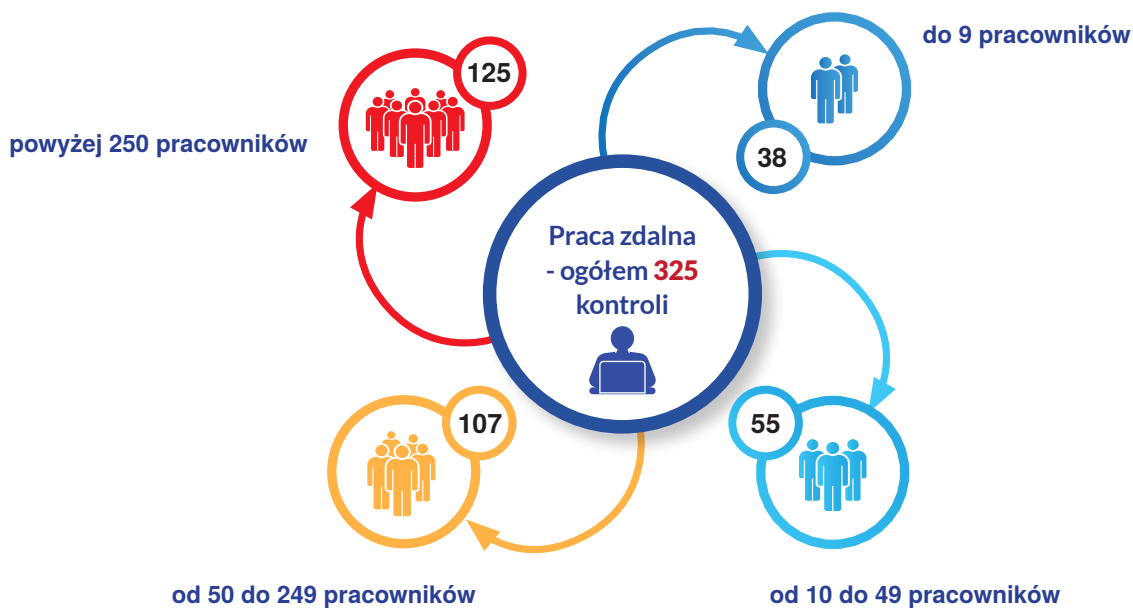 do 9 pracowników
125
powyżej 250 pracowników
38
Praca zdalna
- ogółem 325
kontroli
107
55
od 50 do 249 pracowników
od 10 do 49 pracowników